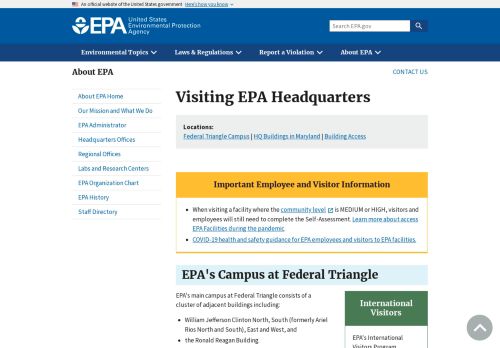 An official website of the United States government Here's how you know
EPA United States
Environmental Protection
Agency
Search EPA.gov
Environmental Topics Laws & Regulations Report a Violation About EPA
About EPA
CONTACT US
About EPA Home
Our Mission and What We Do
EPA Administrator
Headquarters Offices
Regional Offices
Labs and Research Centers
EPA Organization Chart
EPA History
Staff Directory
Visiting EPA Headquarters
Locations:
Federal Triangle Campus | HQ Buildings in Maryland | Building Access
Important Employee and Visitor Information
When visiting a facility where the community level is MEDIUM or HIGH, visitors and
employees will still need to complete the Self-Assessment. Learn more about access
EPA Facilities during the pandemic.
COVID-19 health and safety guidance for EPA employees and visitors to EPA facilities.
EPA's Campus at Federal Triangle
EPA's main campus at Federal Triangle consists of a
cluster of adjacent buildings including:
William Jefferson Clinton North, South (formerly Ariel
Rios North and South), East and West, and
the Ronald Reagan Building
International
Visitors
EPA's International
Visitors Program